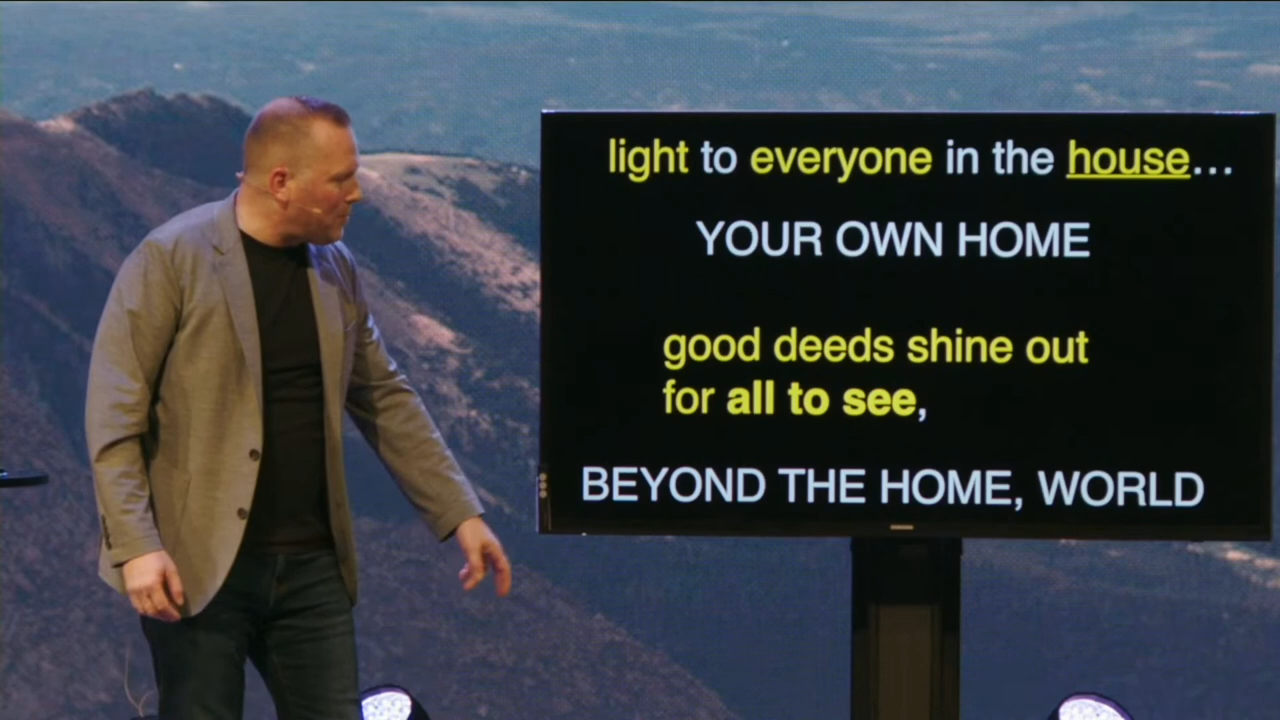 light to everyone in the house...
YOUR OWN HOME
good deeds shine out
for all to see,
BEYOND THE HOME, WORLD